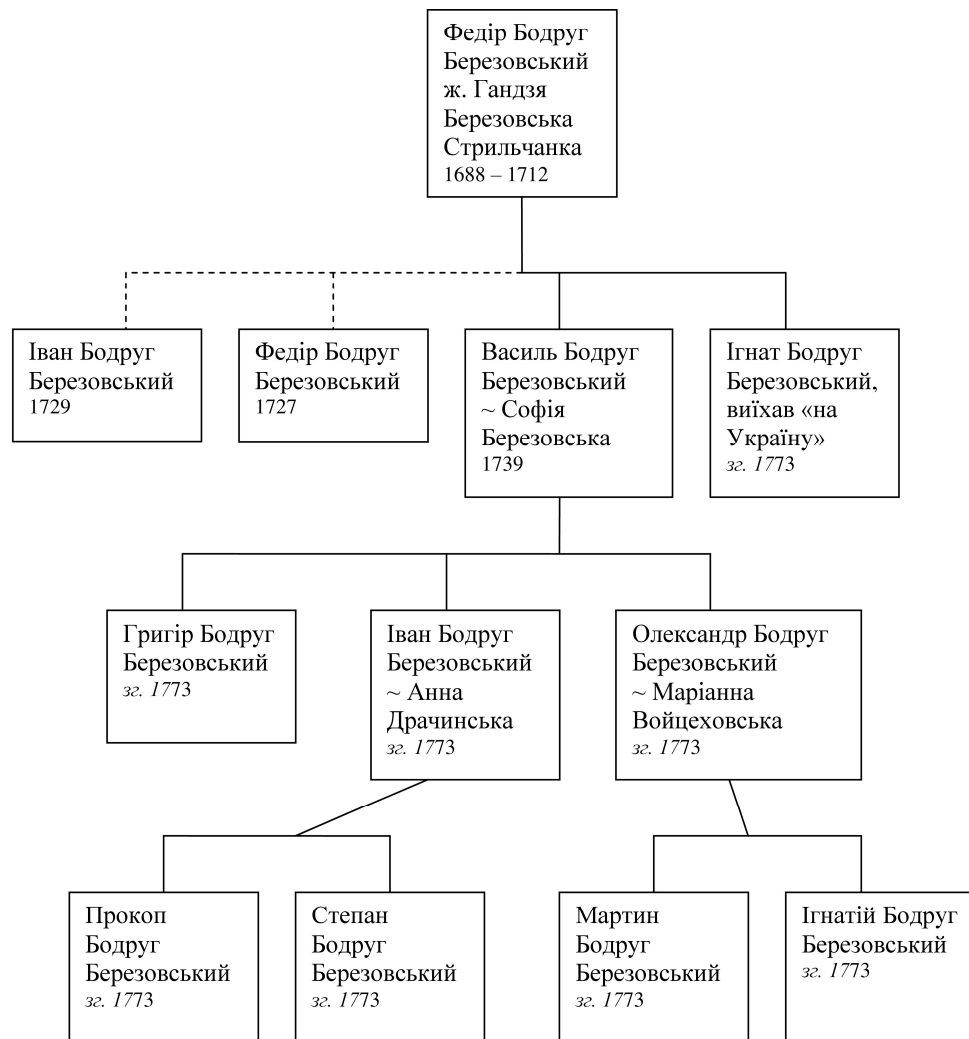 Федір Бодруг
Березовський
ж. Гандзя
Березовська
Стрильчанка
1688 – 1712
Іван Бодруг
Березовський
1729
Федір Бодруг
Березовський
1727
Василь Бодруг
Березовський
~ Софія
Березовська
1739
Ігнат Бодруг
Березовський,
виїхав «на
Україну»
зг. 1773
Григір Бодруг
Березовський
зг. 1773
Іван Бодруг
Березовський
~ Анна
Драчинська
зг. 1773
Олександр Бодруг
Березовський
~ Маріанна
Войцеховська
зг. 1773
Прокоп
Бодруг
Березовський
зг. 1773
Степан
Бодруг
Березовський
зг. 1773
Мартин
Бодруг
Березовський
зг. 1773
Ігнатій Бодруг
Березовський
зг. 1773